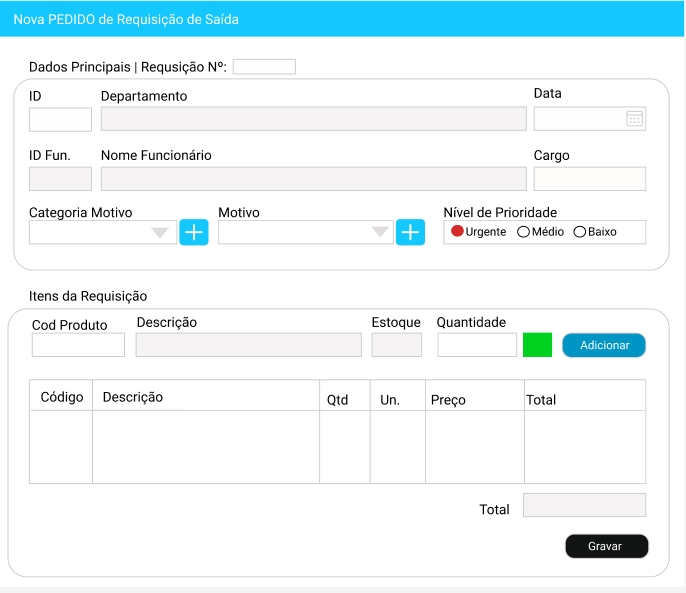 Nova PEDIDO de Requisição de Saída
Dados Principais | Requsição Nº:
ID Departamento Data
ID Fun. Nome Funcionário Cargo
Categoria Motivo Motivo Nível de Prioridade
Urgente Médio Baixo
Itens da Requisição
Cod Produto Descrição Estoque Quantidade
Adicionar
Código Descrição Qtd Un. Preço Total
Total
Gravar